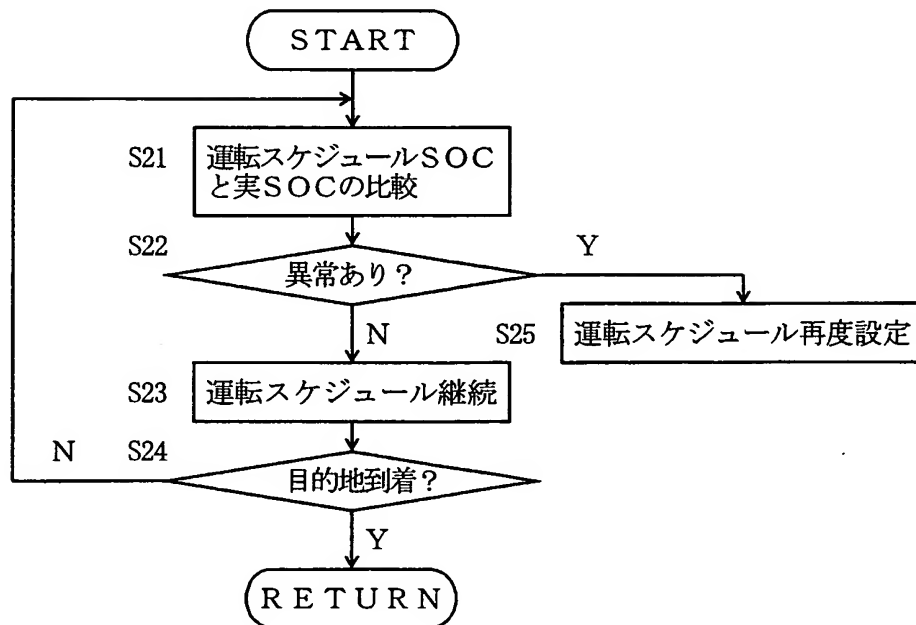 START
S21
運転スケジュールSOC
と実SOCの比較
S22
異常あり?
Y
N
S25
運転スケジュール再度設定
S23
運転スケジュール継続
N
S24
目的地到着?
Y
RETURN